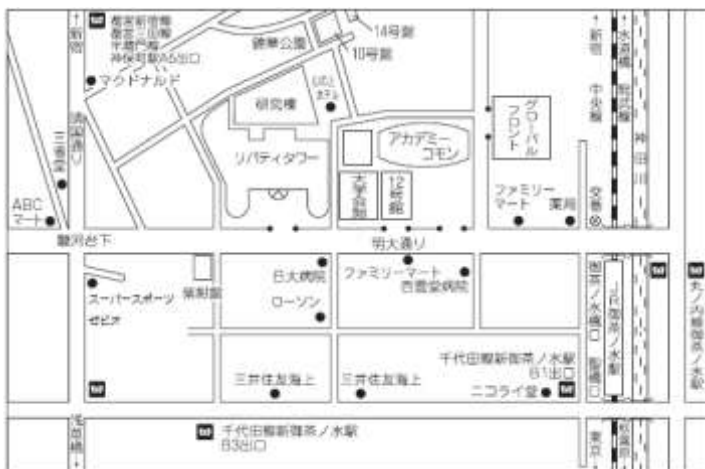 ↑新宿
都営新宿線
都営三田線
半蔵門線
神保町駅A5出口
マクドナルド
靖国通り
三省堂
ABC
マート
駿河台下
錦華公園
14号館
10号館
研究棟
山の上
ホテル
リバティタワー
アカデミー
コモン
大学会館
12号館
グローバル
フロント
ファミリー
マート
薬局
交番
↑新宿
中央線
↑水道橋
総武線
神田川
明大通り
スーパースポーツ
ゼビオ
紫紺館
日大病院
ローソン
ファミリーマート
杏雲堂病院
御茶ノ水橋口
聖橋口
JR御茶ノ水駅
丸ノ内線御茶ノ水駅
三井住友海上
三井住友海上
千代田線新御茶ノ水駅
B1出口
ニコライ堂
浅草橋↓
千代田線新御茶ノ水駅
B3出口
東京↓
秋葉原↓